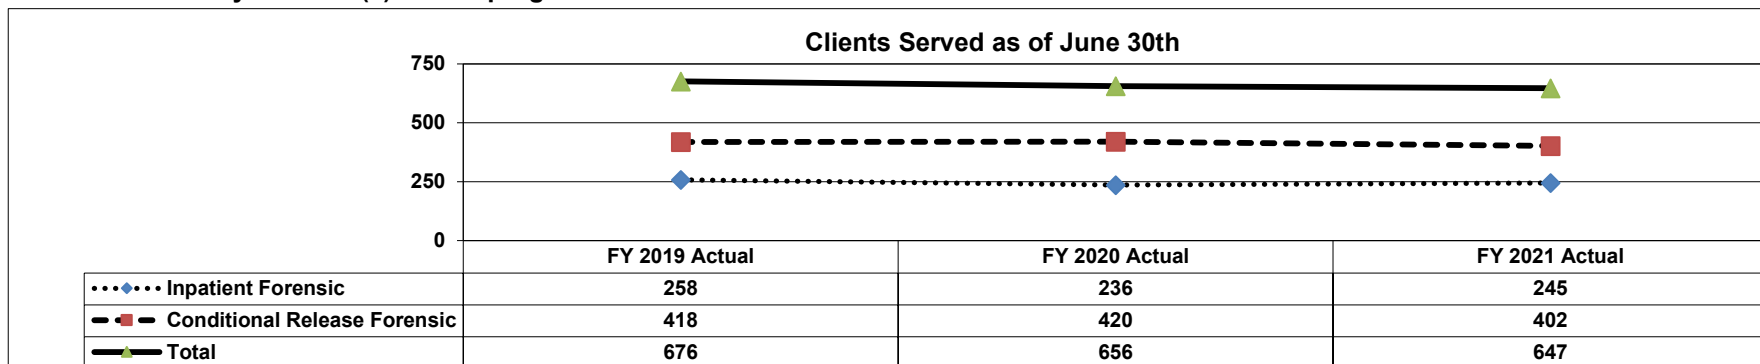 Clients Served as of June 30th
750
500
250
0
FY 2019 Actual FY 2020 Actual FY 2021 Actual
Inpatient Forensic 258 236 245
Conditional Release Forensic 418 420 402
Total 676 656 647